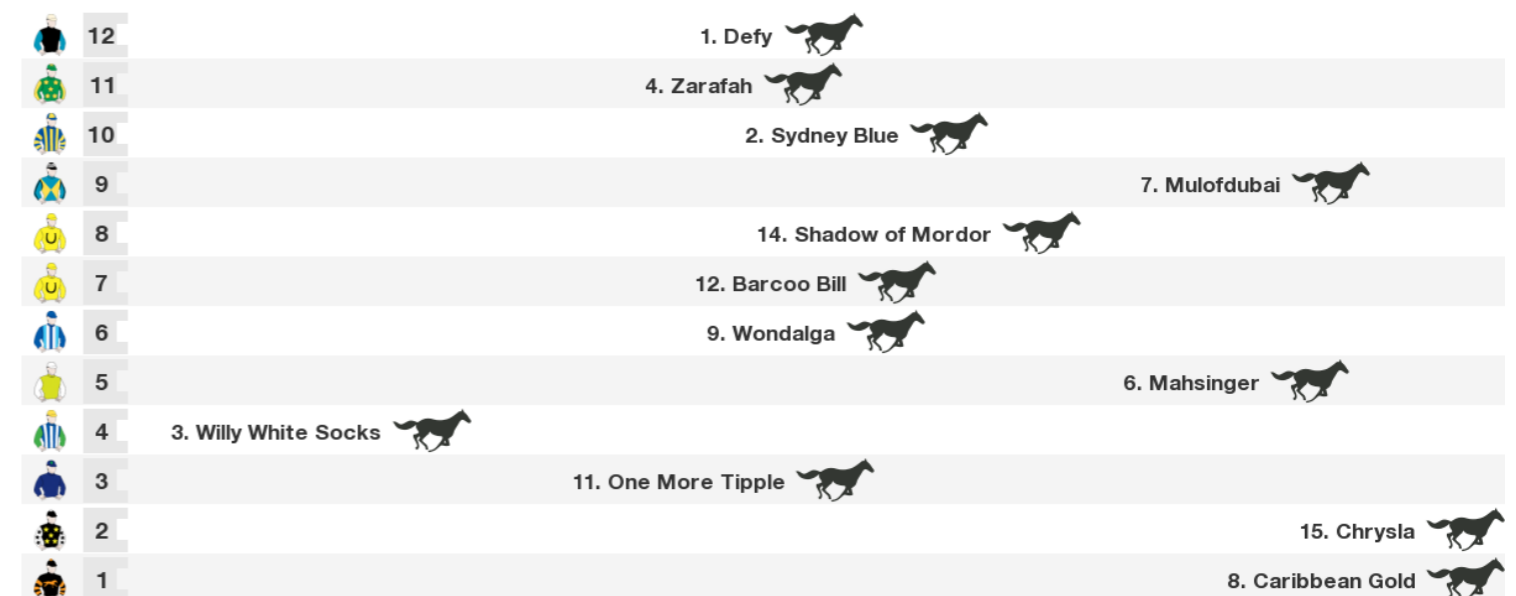 12 1. Defy
11 4. Zarafah
10 2. Sydney Blue
9 7. Mulofdubai
8 14. Shadow of Mordor
U
7 12. Barcoo Bill
U
6 9. Wondalga
5 6. Mahsinger
4 3. Willy White Socks
3 11. One More Tipple
2 15. Chrysla
1 8. Caribbean Gold